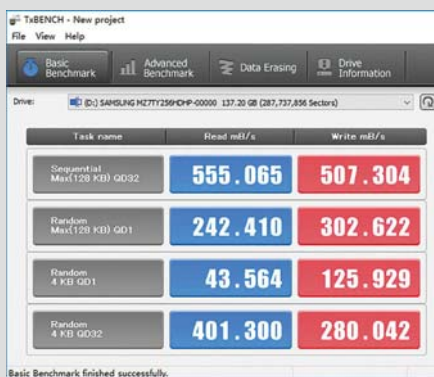 TxBENCH - New project
File View Help
Basic Benchmark
Advanced Benchmark
Data Erasing
Drive Information
Drive: (D:) SAMSUNG MZ7TY256HDHP-00000 137.20 GB (287,737,856 Sectors)
Task name Read mB/s Write mB/s
Sequential
Max(128 KB) QD32 555.065 507.304
Random
Max(128 KB) QD1 242.410 302.622
Random
4 KB QD1 43.564 125.929
Random
4 KB QD32 401.300 280.042
Basic Benchmark finished successfully.